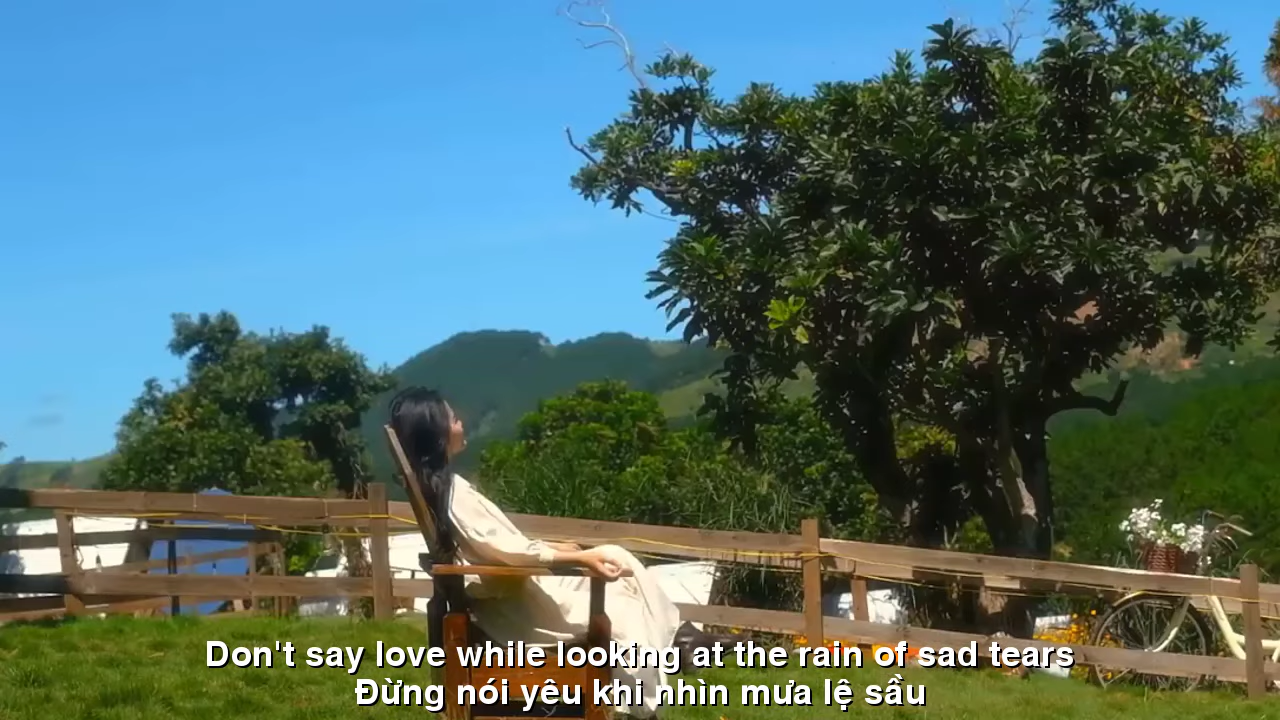 Don't say love while looking at the rain of sad tears
Đừng nói yêu khi nhìn mưa lệ sầu